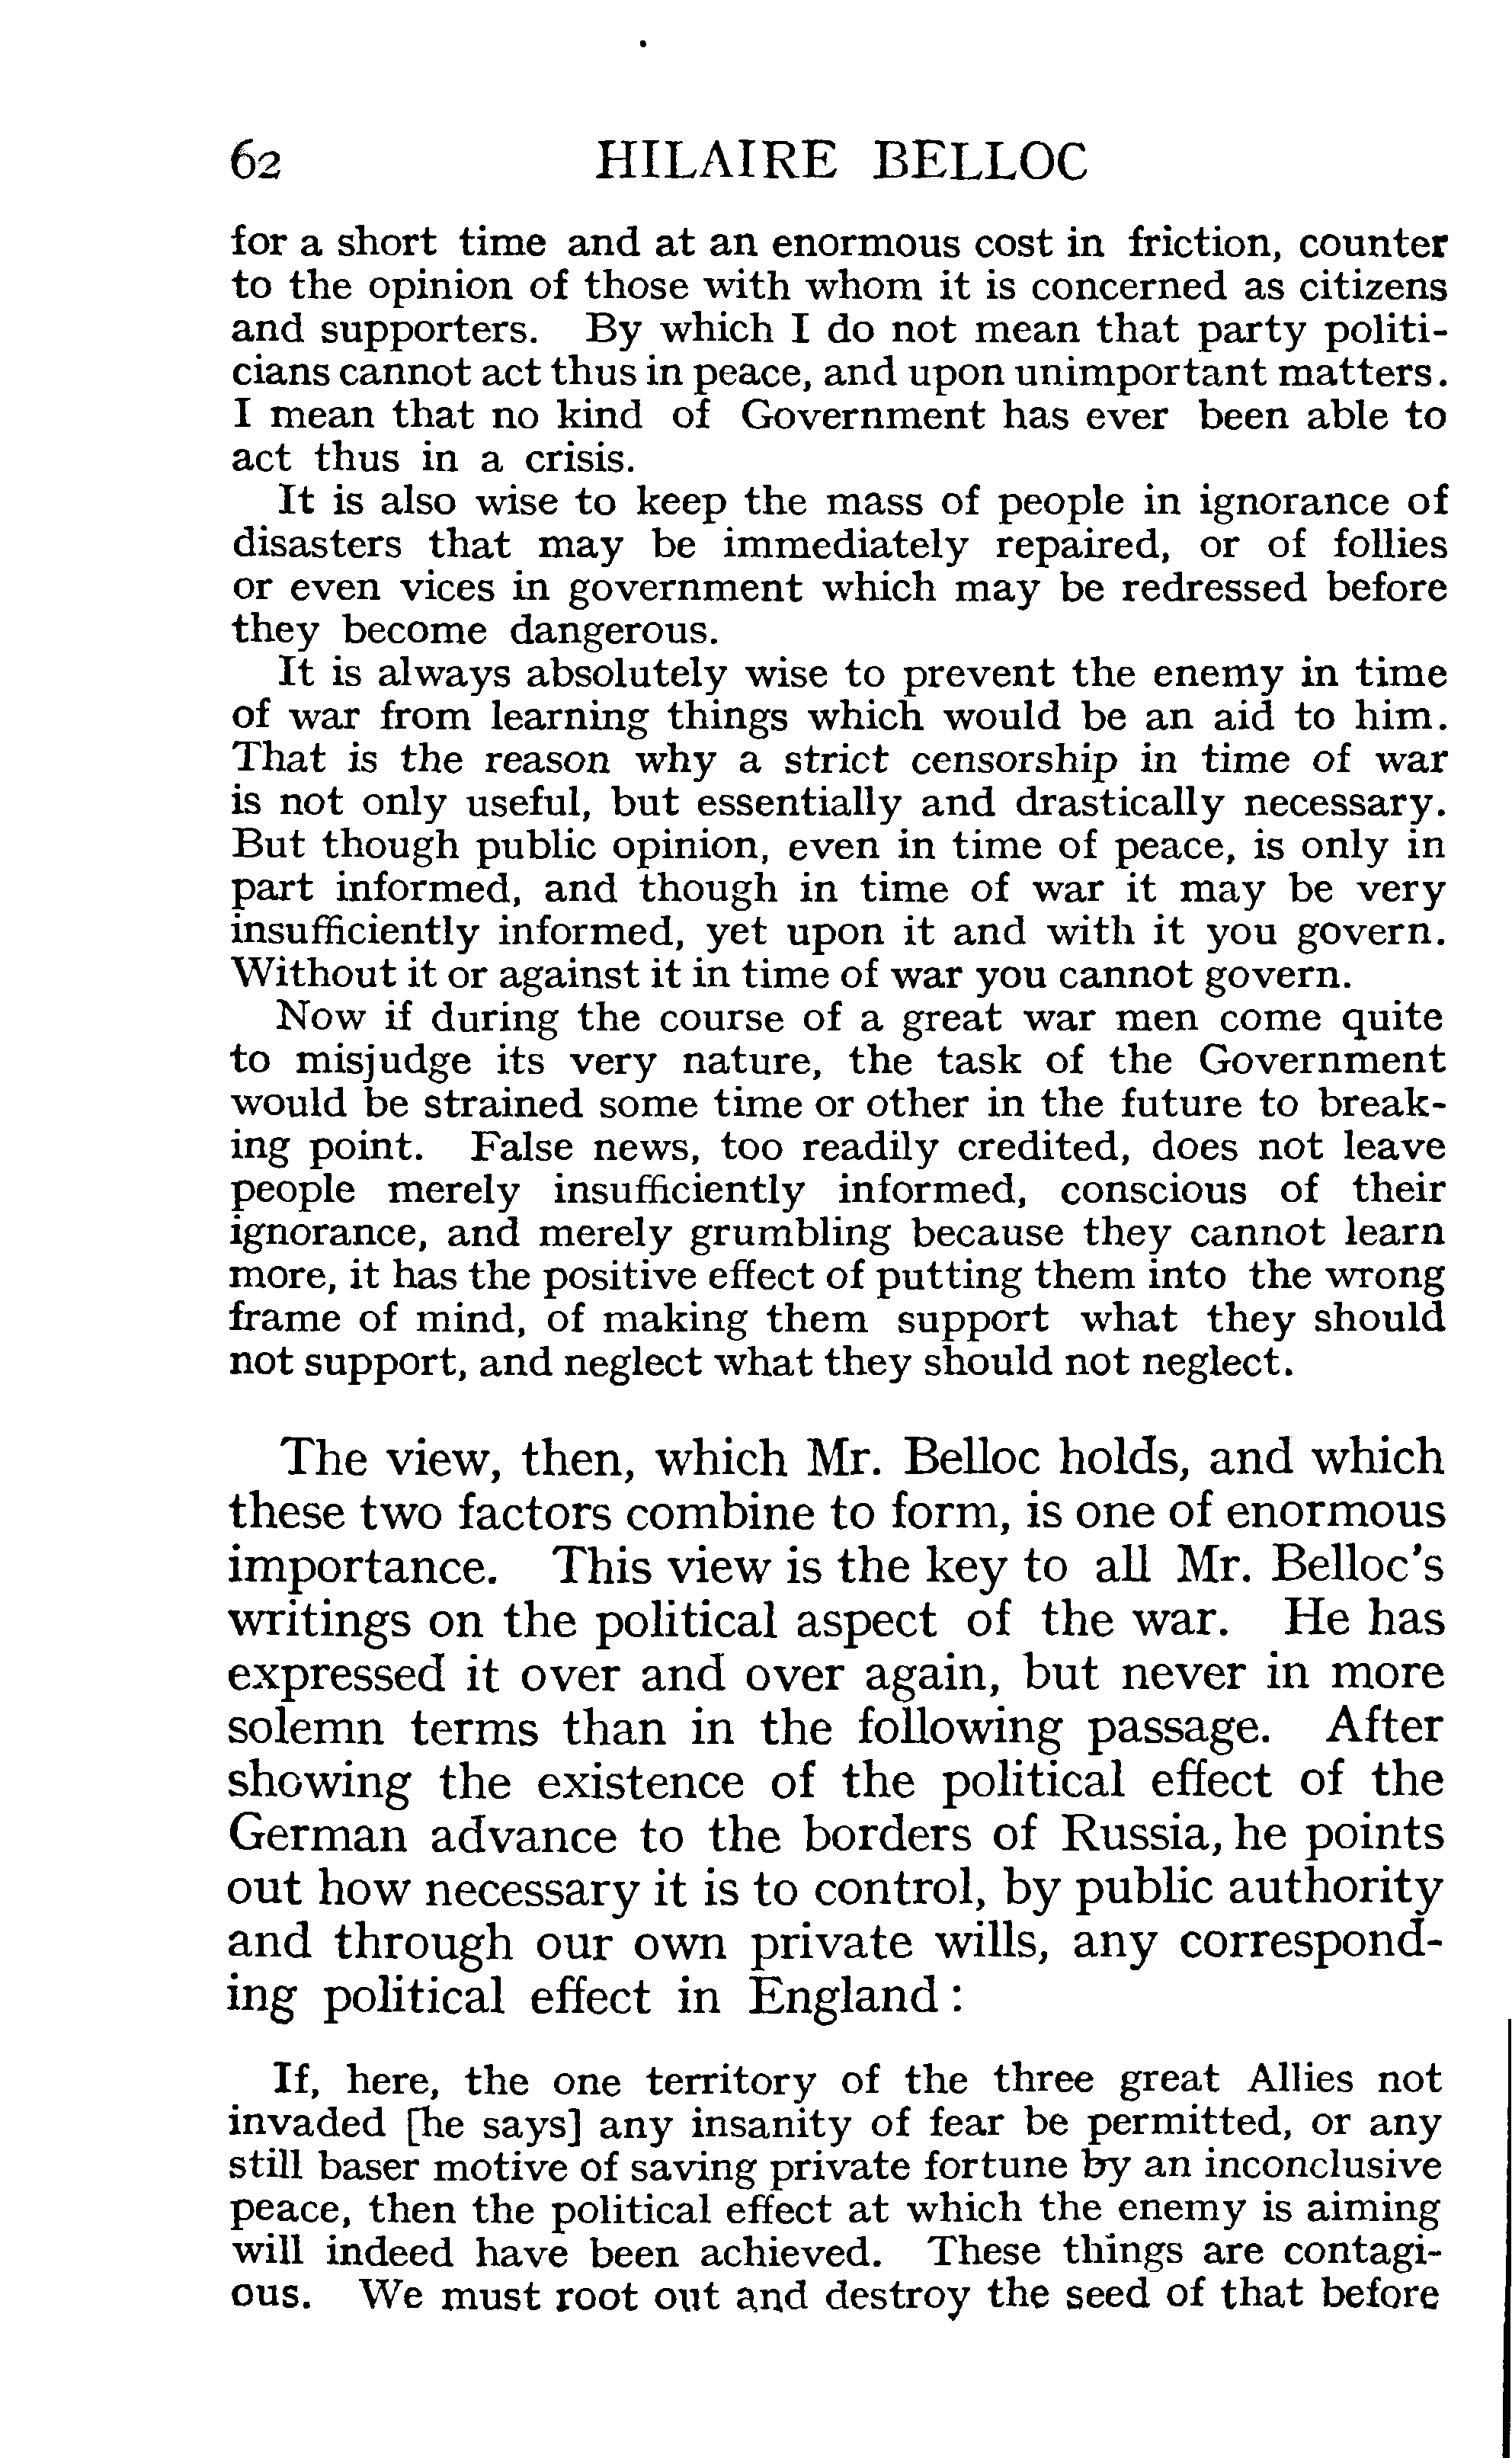 62 HILAIRE BELLOC
for a short time and at an enormous cost in friction, counter
to the opinion of those with whom it is concerned as citizens
and supporters. By which I do not mean that party politi-
cians cannot act thus in peace, and upon unimportant matters.
I mean that no kind of Government has ever been able to
act thus in a crisis.
It is also wise to keep the mass of people in ignorance of
disasters that may be immediately repaired, or of follies
or even vices in government which may be redressed before
they become dangerous.
It is always absolutely wise to prevent the enemy in time
of war from learning things which would be an aid to him.
That is the reason why a strict censorship in time of war
is not only useful, but essentially and drastically necessary.
But though public opinion, even in time of peace, is only in
part informed, and though in time of war it may be very
insufficiently informed, yet upon it and with it you govern.
Without it or against it in time of war you cannot govern.
Now if during the course of a great war men come quite
to misjudge its very nature, the task of the Government
would be strained some time or other in the future to break-
ing point. False news, too readily credited, does not leave
people merely insufficiently informed, conscious of their
ignorance, and merely grumbling because they cannot learn
more, it has the positive effect of putting them into the wrong
frame of mind, of making them support what they should
not support, and neglect what they should not neglect.
The view, then, which Mr. Belloc holds, and which
these two factors combine to form, is one of enormous
importance. This view is the key to all Mr. Belloc's
writings on the political aspect of the war. He has
expressed it over and over again, but never in more
solemn terms than in the following passage. After
showing the existence of the political effect of the
German advance to the borders of Russia, he points
out how necessary it is to control, by public authority
and through our own private wills, any correspond-
ing political effect in England :
If, here, the one territory of the three great Allies not
invaded [he says] any insanity of fear be permitted, or any
still baser motive of saving private fortune by an inconclusive
peace, then the political effect at which the enemy is aiming
will indeed have been achieved. These things are contagi-
ous. We must root out and destroy the seed of that before